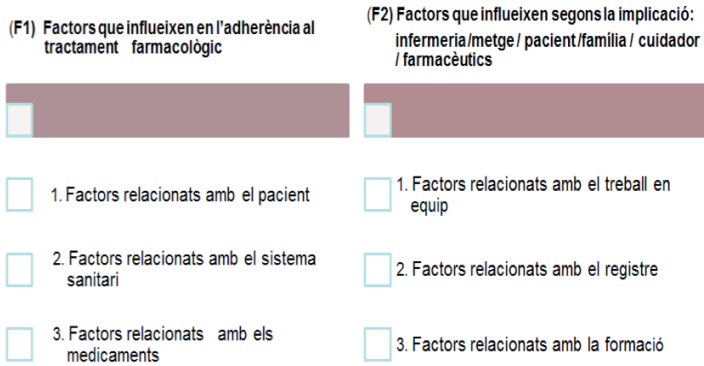 (F1) Factors que influeixen en l'adherència al
tractament farmacològic
1. Factors relacionats amb el pacient
2. Factors relacionats amb el sistema
sanitari
3. Factors relacionats amb els
medicaments
(F2) Factors que influeixen segons la implicació:
infermeria/metge/ pacient/família/ cuidador
/ farmacèutics
1. Factors relacionats amb el treball en
equip
2. Factors relacionats amb el registre
3. Factors relacionats amb la formació